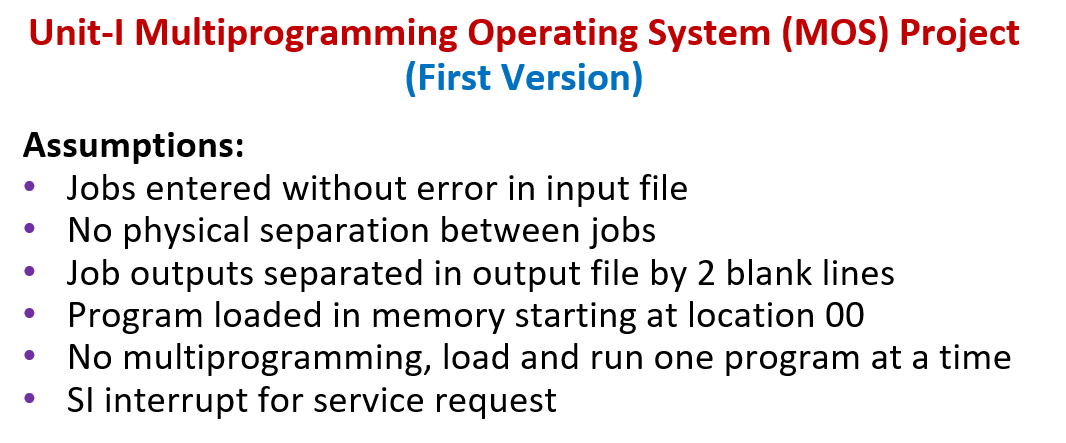 Unit-I Multiprogramming Operating System (MOS) Project
(First Version)
Assumptions:
• Jobs entered without error in input file
• No physical separation between jobs
• Job outputs separated in output file by 2 blank lines
• Program loaded in memory starting at location 00
• No multiprogramming, load and run one program at a time
• SI interrupt for service request